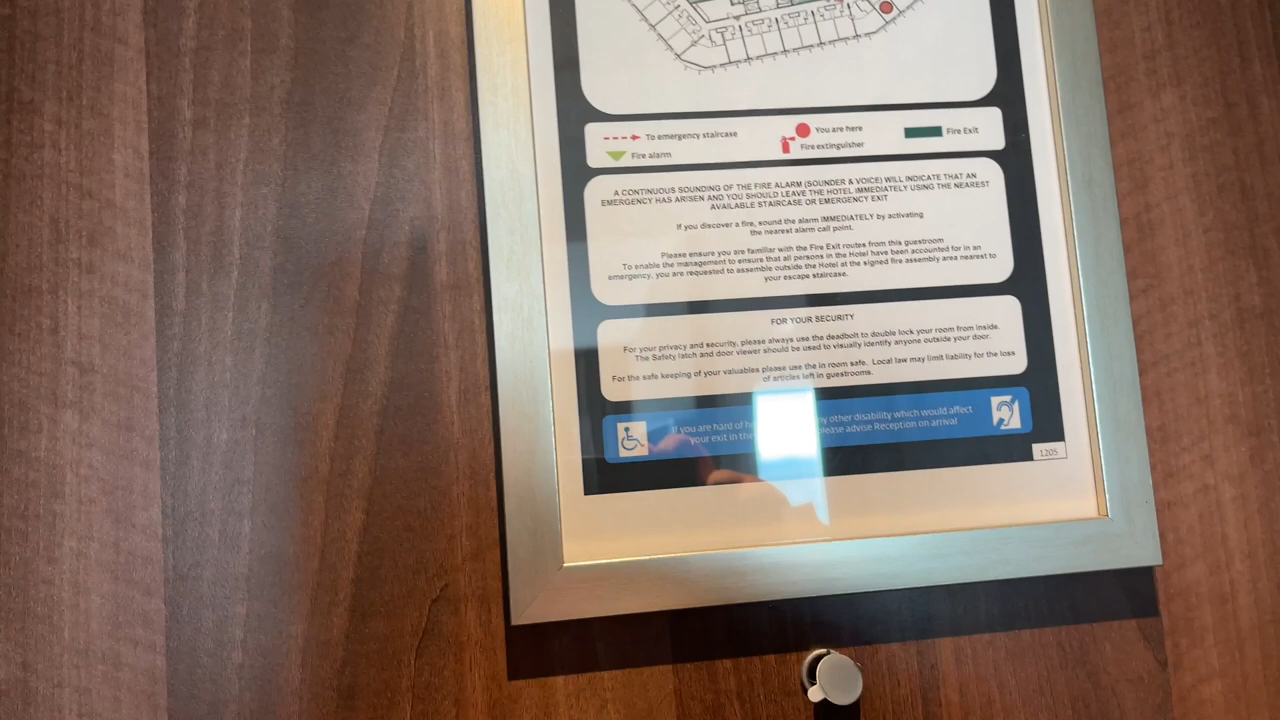 To emergency staircase
You are here
Fire Exit
Fire alarm
Fire extinguisher
A CONTINUOUS SOUNDING OF THE FIRE ALARM (SOUNDER & VOICE) WILL INDICATE THAT AN
EMERGENCY HAS ARISEN AND YOU SHOULD LEAVE THE HOTEL IMMEDIATELY USING THE NEAREST
AVAILABLE STAIRCASE OR EMERGENCY EXIT
If you discover a fire, sound the alarm IMMEDIATELY by activating
the nearest alarm call point.
Please ensure you are familiar with the Fire Exit routes from this guestroom
To enable the management to ensure that all persons in the Hotel have been accounted for in an
emergency, you are requested to assemble outside the Hotel at the signed fire assembly area nearest to
your escape staircase.
FOR YOUR SECURITY
For your privacy and security, please always use the deadbolt to double lock your room from inside.
The Safety latch and door viewer should be used to visually identify anyone outside your door.
For the safe keeping of your valuables please use the in room safe. Local law may limit liability for the loss
of articles left in guestrooms.
If you are hard of other disability which would affect
your exit in the please advise Reception on arrival
1205